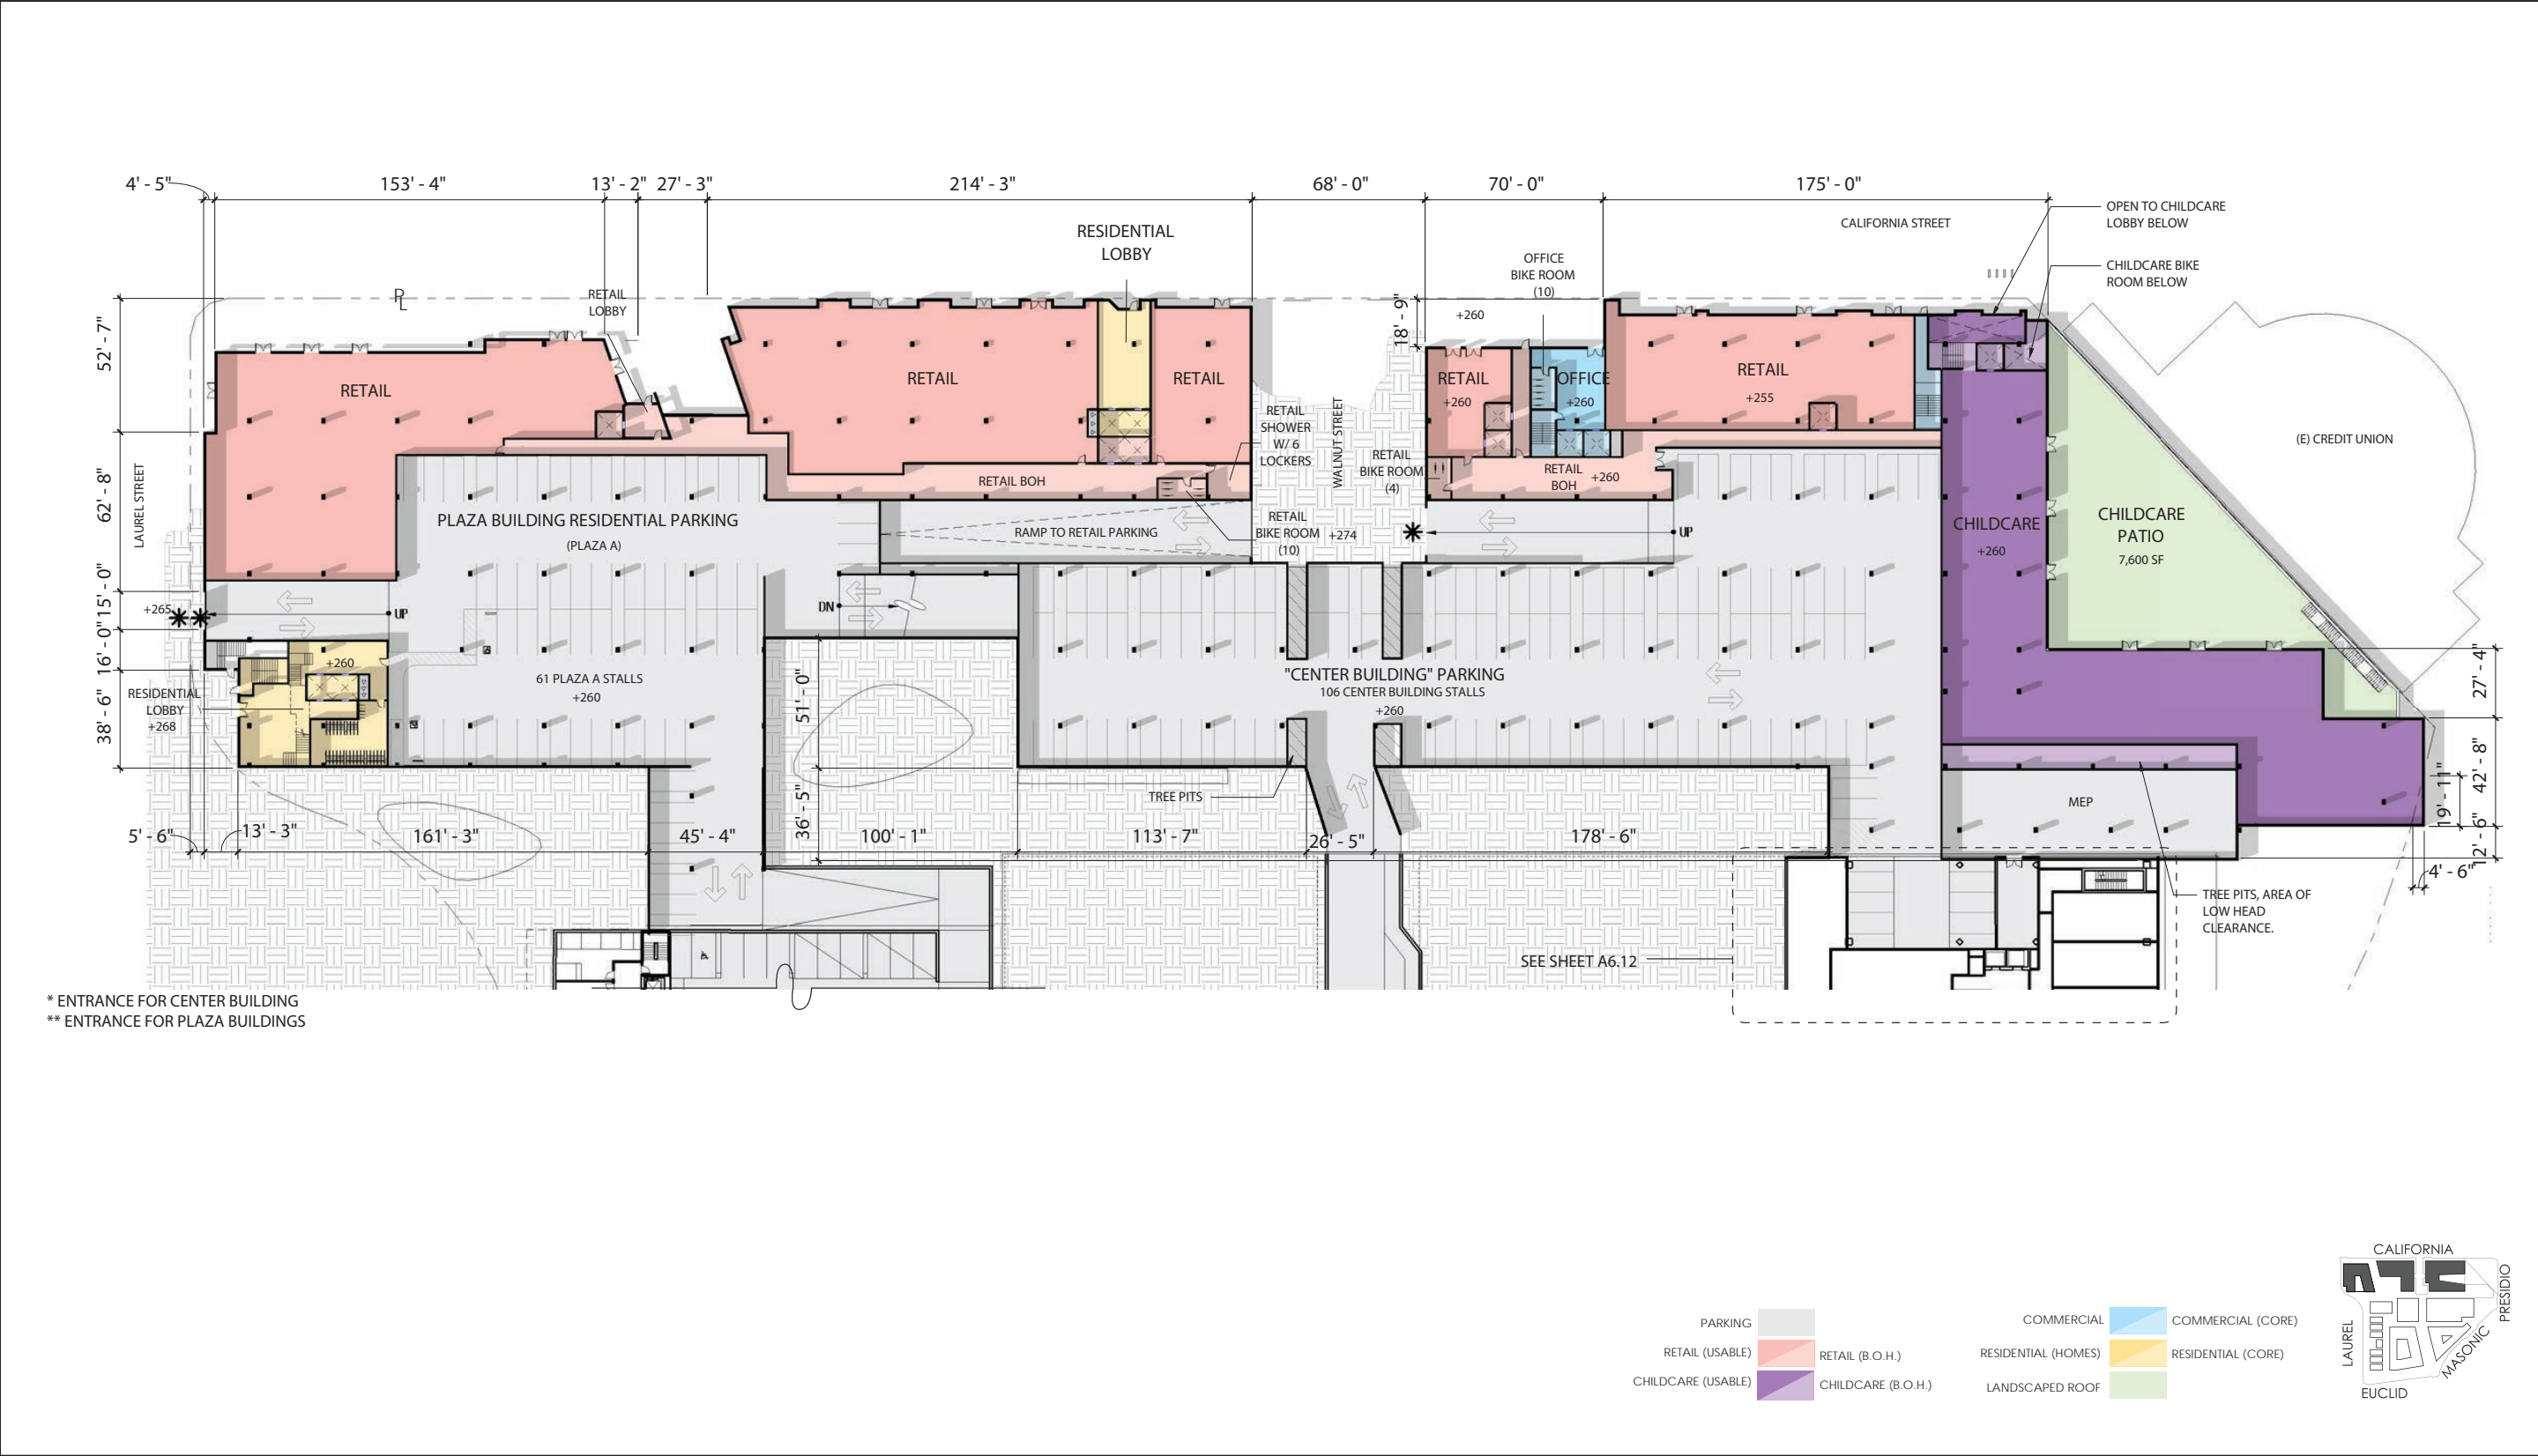 4' - 5"
153' - 4"
13' - 2"
27' - 3"
214' - 3"
68' - 0"
70' - 0"
175' - 0"
CALIFORNIA STREET
OPEN TO CHILDCARE
LOBBY BELOW
CHILDCARE BIKE
ROOM BELOW
RESIDENTIAL
LOBBY
OFFICE
BIKE ROOM
(10)
PL
RETAIL
LOBBY
52' - 7"
18' - 9"
+260
RETAIL
RETAIL
RETAIL
RETAIL
+260
OFFICE
+260
RETAIL
+255
RETAIL
SHOWER
W/ 6
LOCKERS
WALNUT STREET
RETAIL
BIKE ROOM
(4)
(E) CREDIT UNION
LAUREL STREET
62' - 8"
RETAIL BOH
RETAIL
BOH
+260
PLAZA BUILDING RESIDENTIAL PARKING
(PLAZA A)
RAMP TO RETAIL PARKING
RETAIL
BIKE ROOM
(10)
+274
UP
CHILDCARE
+260
CHILDCARE
PATIO
7,600 SF
15' - 0"
+265
UP
DN
16' - 0"
+260
61 PLAZA A STALLS
+260
"CENTER BUILDING" PARKING
106 CENTER BUILDING STALLS
+260
RESIDENTIAL
LOBBY
+268
38' - 6"
51' - 0"
36' - 5"
27' - 4"
42' - 8"
19' - 11"
12' - 6"
4' - 6"
TREE PITS
MEP
5' - 6"
13' - 3"
161' - 3"
45' - 4"
100' - 1"
113' - 7"
26' - 5"
178' - 6"
TREE PITS, AREA OF
LOW HEAD
CLEARANCE.
SEE SHEET A6.12
* ENTRANCE FOR CENTER BUILDING
** ENTRANCE FOR PLAZA BUILDINGS
PARKING
RETAIL (USABLE)
RETAIL (B.O.H.)
CHILDCARE (USABLE)
CHILDCARE (B.O.H.)
COMMERCIAL
COMMERCIAL (CORE)
RESIDENTIAL (HOMES)
RESIDENTIAL (CORE)
LANDSCAPED ROOF
CALIFORNIA
PRESIDIO
LAUREL
MASONIC
EUCLID